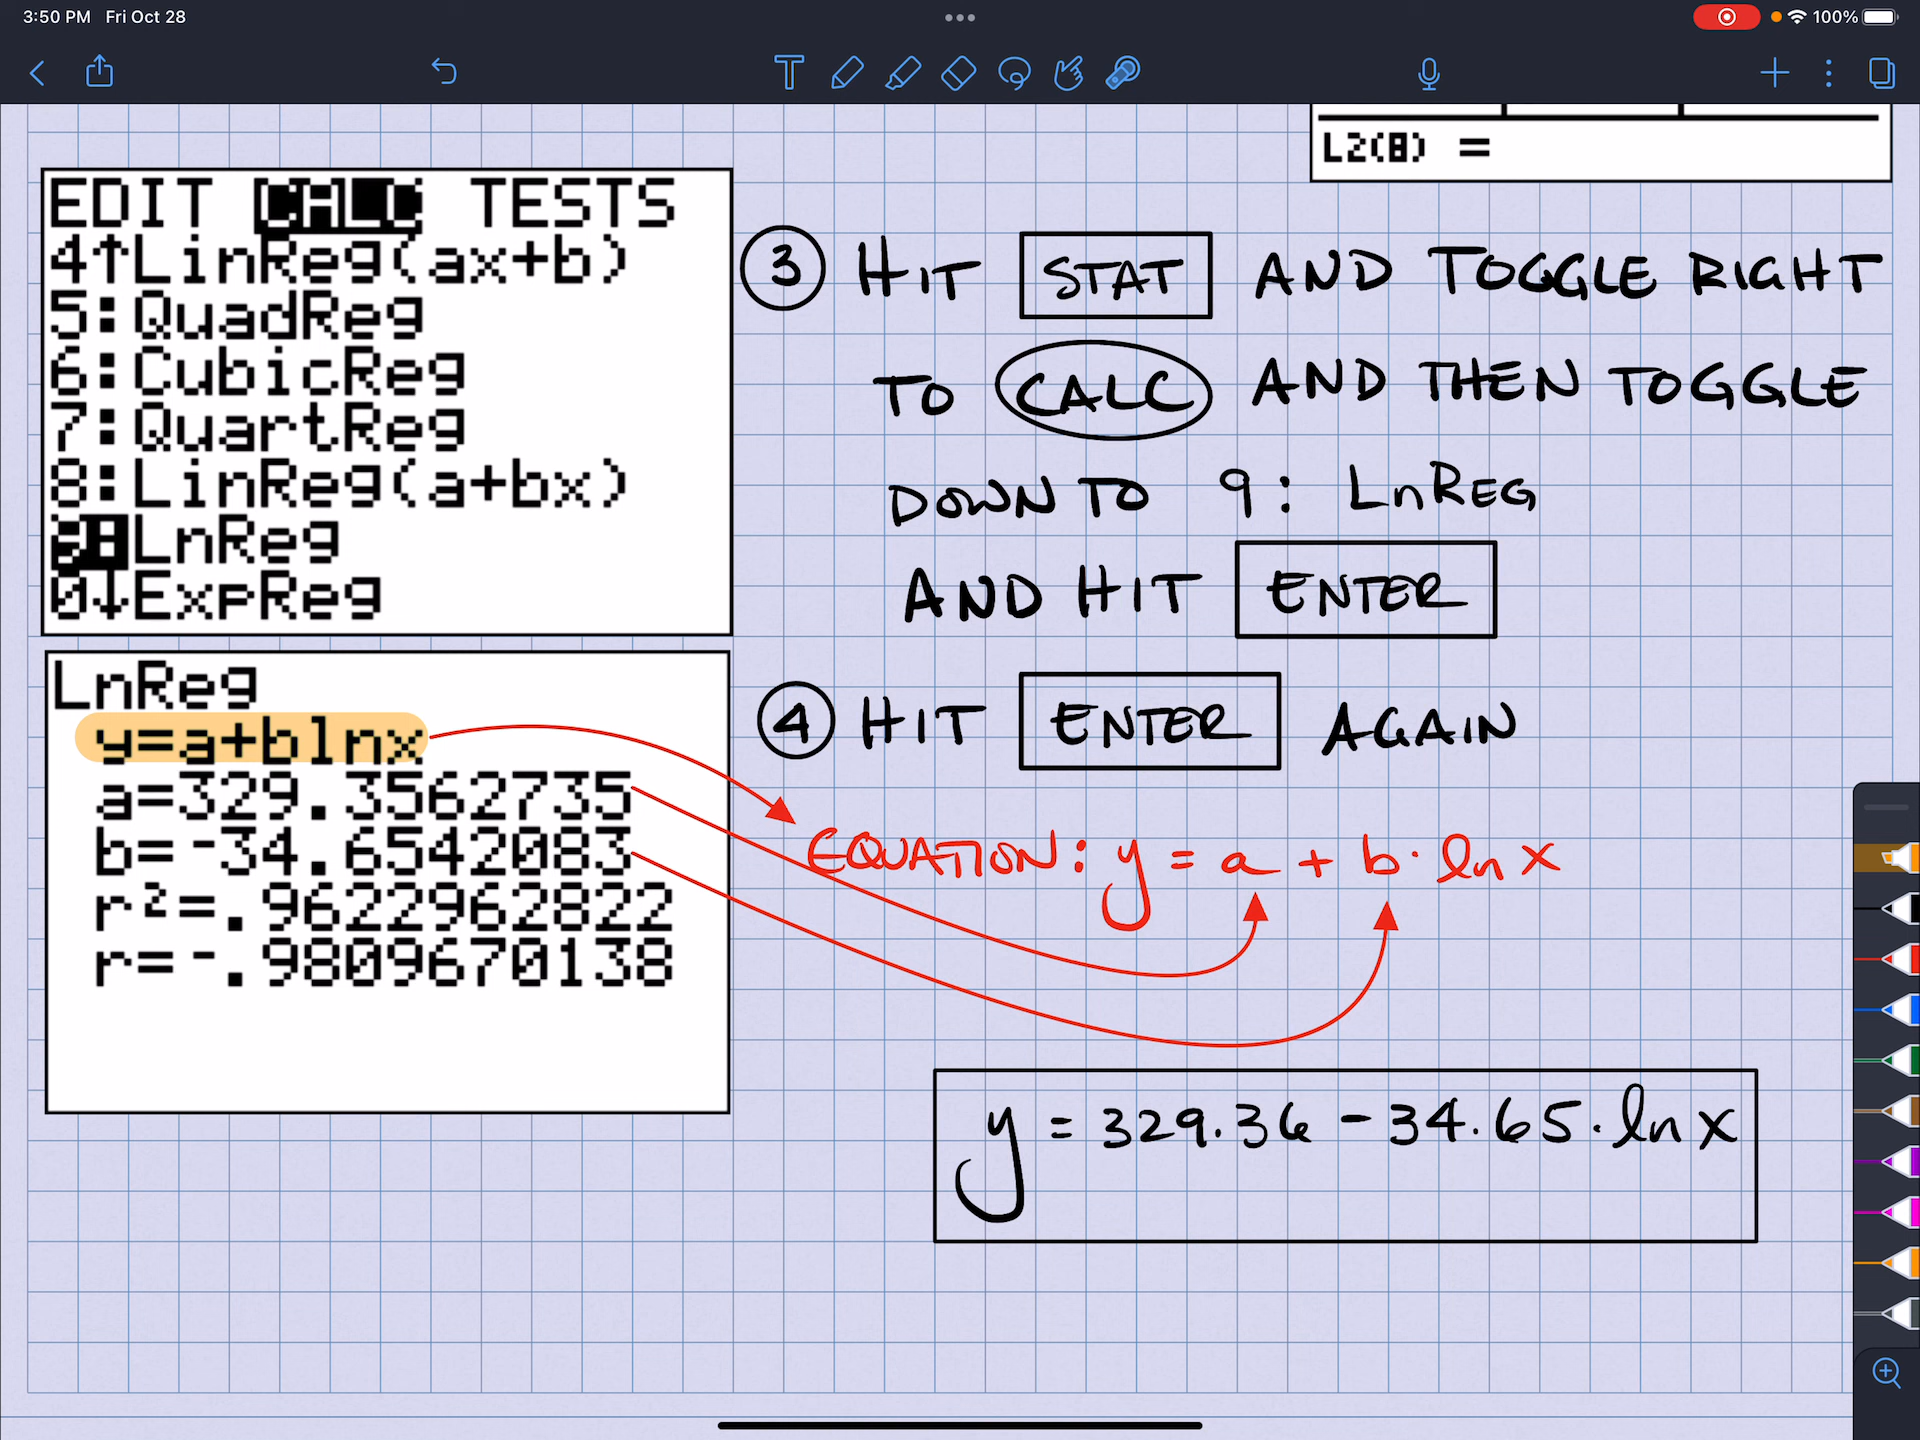 3:50 PM Fri Oct 28
100%
L2(8) =
EDIT CALC TESTS
4↑LinReg(ax+b)
5:QuadReg
6:CubicReg
7:QuartReg
8:LinReg(a+bx)
9:LnReg
0↓ExpReg
③ HIT STAT AND TOGGLE RIGHT
TO CALC AND THEN TOGGLE
DOWN TO 9: LnREG
AND HIT ENTER
LnReg
y=a+blnx
a=329.3562735
b=-34.6542083
r²=.9622962822
r=-.9809670138
④ HIT ENTER AGAIN
EQUATION: y = a + b · ln x
y = 329.36 - 34.65 · ln x